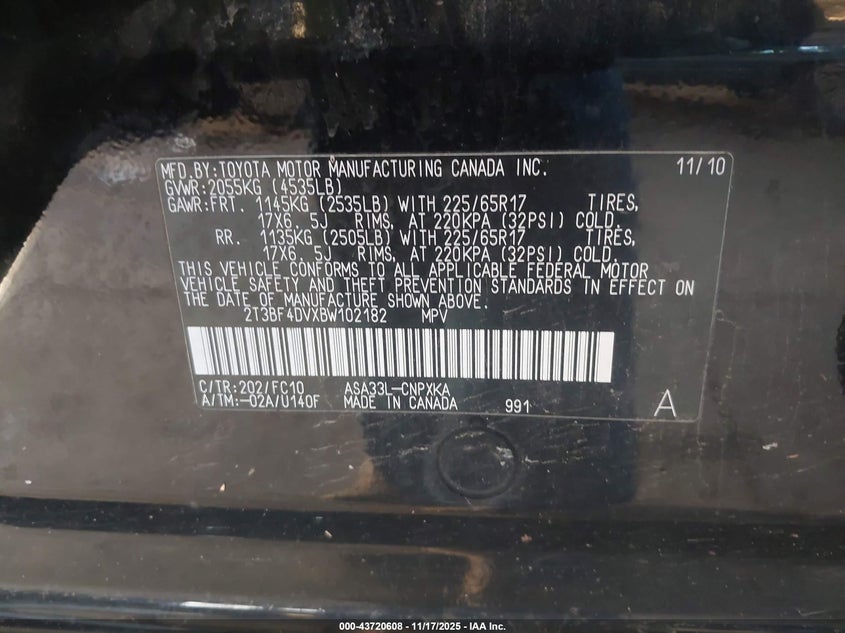 MFD.BY:TOYOTA MOTOR MANUFACTURING CANADA INC. 11/10
GVWR:2055KG (4535LB)
GAWR:FRT. 1145KG (2535LB) WITH 225/65R17 TIRES,
17X6.5J RIMS, AT 220KPA (32PSI) COLD.
RR. 1135KG (2505LB) WITH 225/65R17 TIRES,
17X6.5J RIMS, AT 220KPA (32PSI) COLD.
THIS VEHICLE CONFORMS TO ALL APPLICABLE FEDERAL MOTOR
VEHICLE SAFETY AND THEFT PREVENTION STANDARDS IN EFFECT ON
THE DATE OF MANUFACTURE SHOWN ABOVE.
2T3BF4DVXBW102182 MPV
C/TR:202/FC10 ASA33L-CNPXKA
A/TM:-02A/U140F MADE IN CANADA 991 A
000-43720608 - 11/17/2025 - IAA Inc.